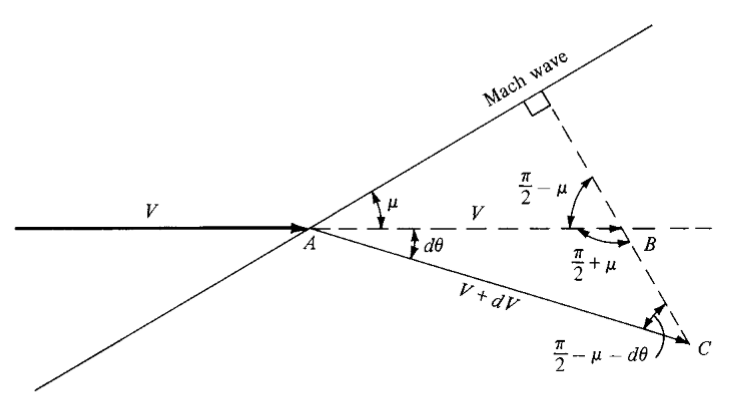 Mach wave
π/2 − μ
μ
V
V
A
dθ
B
π/2 + μ
V + dV
C
π/2 − μ − dθ